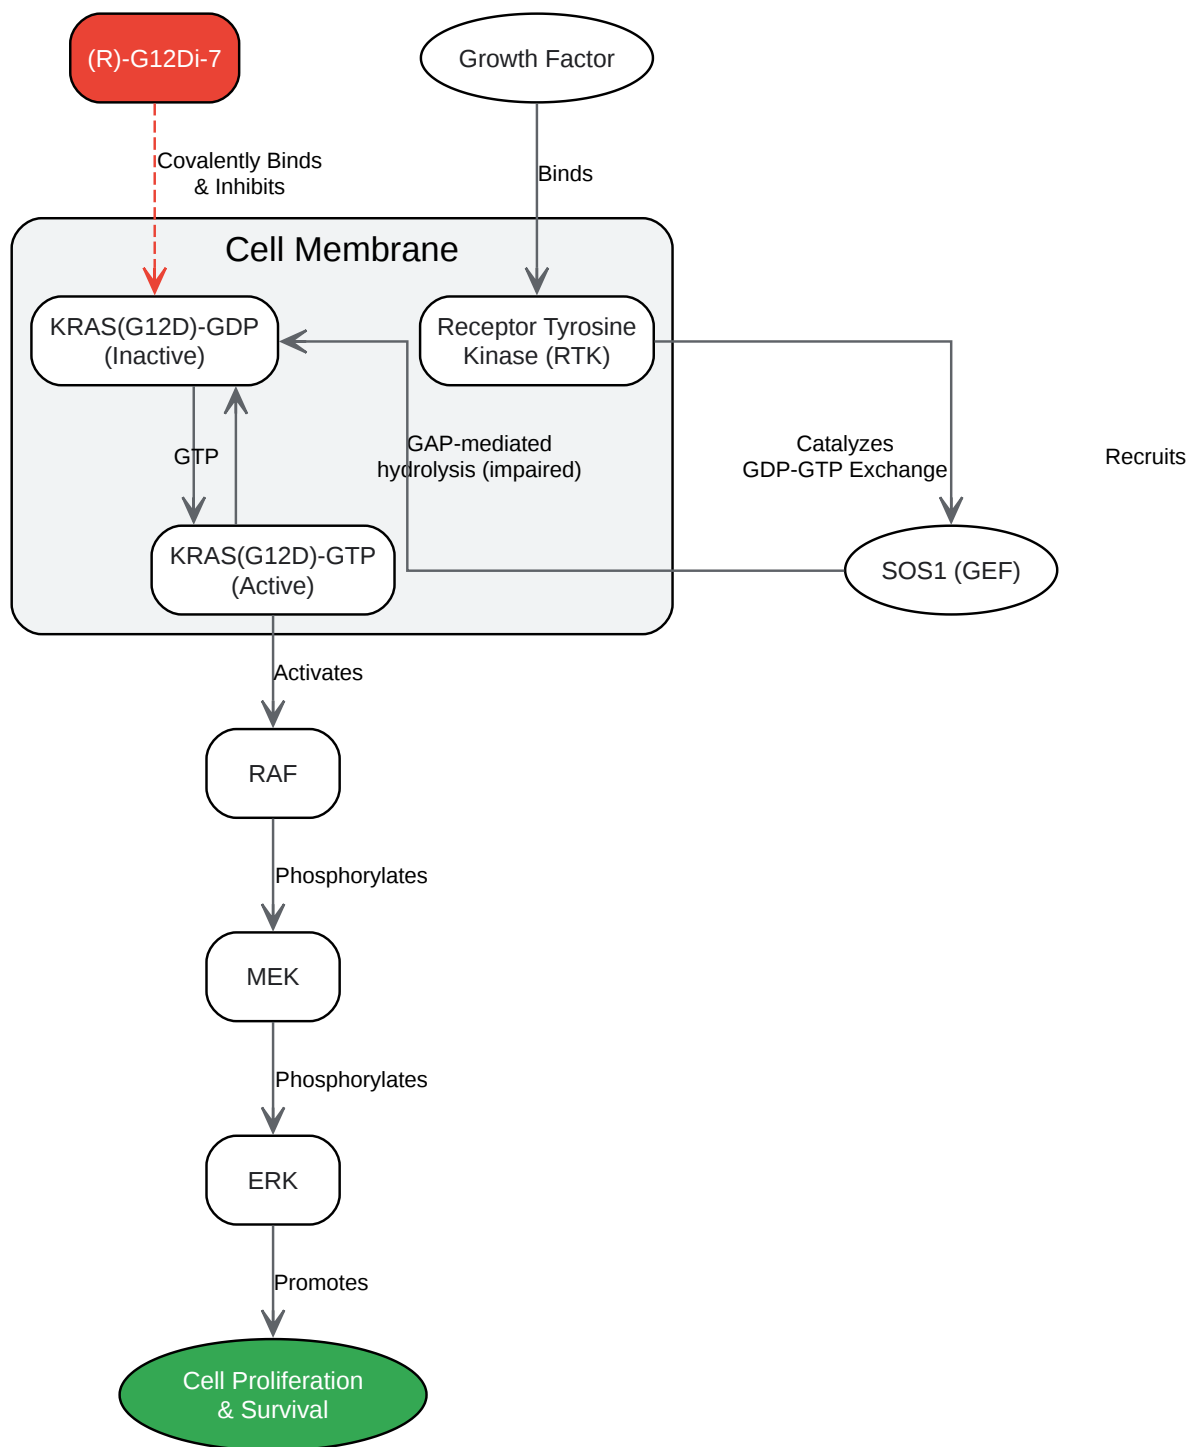 (R)-G12Di-7
Growth Factor
Covalently Binds
& Inhibits
Binds
Cell Membrane
KRAS(G12D)-GDP
(Inactive)
Receptor Tyrosine
Kinase (RTK)
GTP
GAP-mediated
hydrolysis (impaired)
Catalyzes
GDP-GTP Exchange
Recruits
KRAS(G12D)-GTP
(Active)
SOS1 (GEF)
Activates
RAF
Phosphorylates
MEK
Phosphorylates
ERK
Promotes
Cell Proliferation
& Survival